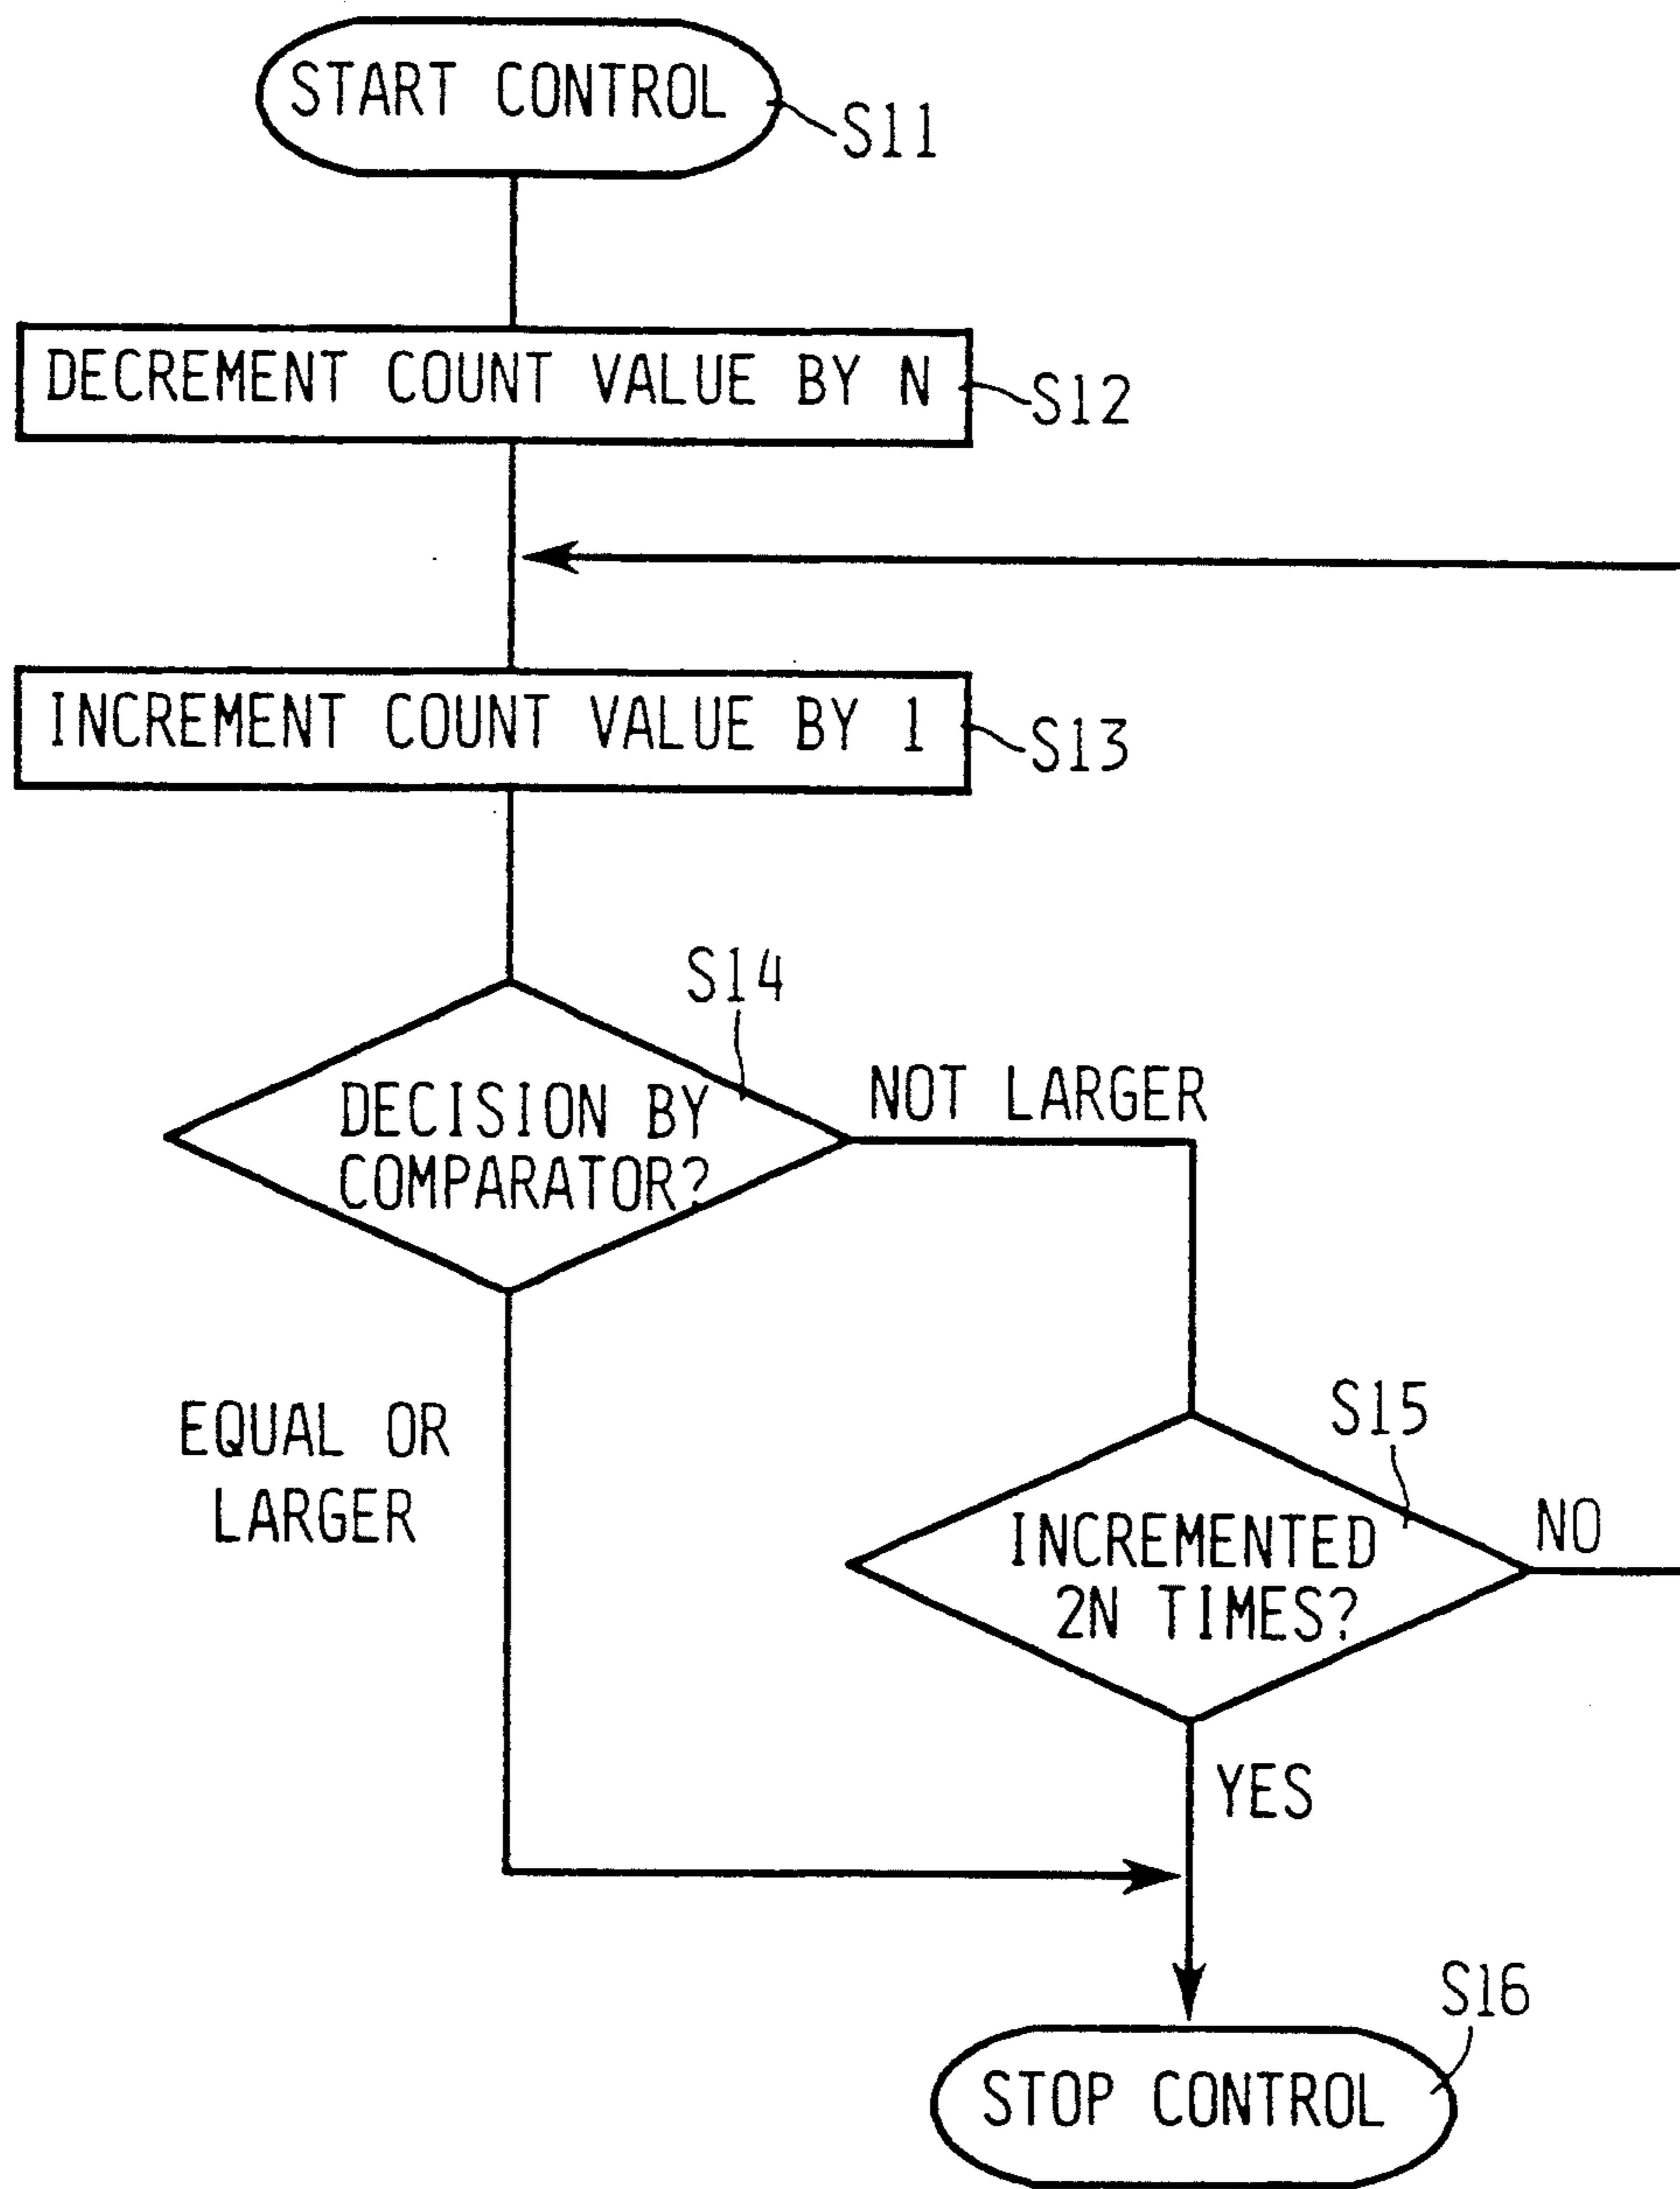 START CONTROL
S11
DECREMENT COUNT VALUE BY N
S12
INCREMENT COUNT VALUE BY 1
S13
S14
DECISION BY
COMPARATOR?
NOT LARGER
EQUAL OR
LARGER
S15
INCREMENTED
2N TIMES?
NO
YES
S16
STOP CONTROL